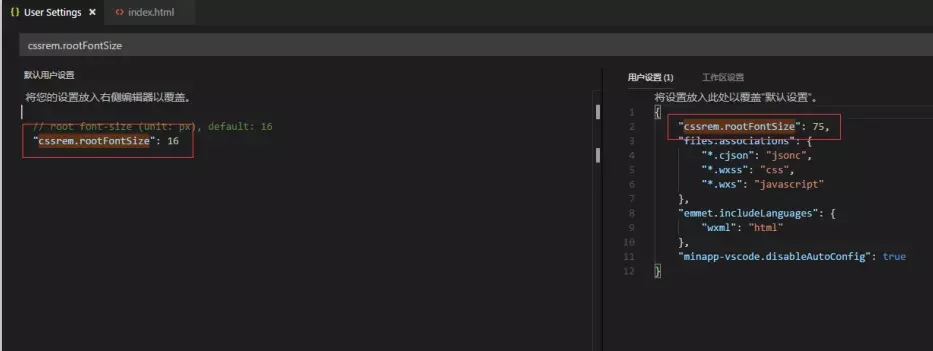 {} User Settings ×
<> index.html
cssrem.rootFontSize
默认用户设置
将您的设置放入右侧编辑器以覆盖。
// root font-size (unit: px), default: 16
"cssrem.rootFontSize": 16
用户设置 (1) 工作区设置
将设置放入此处以覆盖"默认设置"。
1 {
2 "cssrem.rootFontSize": 75,
3 "files.associations": {
4 "*.cjson": "jsonc",
5 "*.wxss": "css",
6 "*.wxs": "javascript"
7 },
8 "emmet.includeLanguages": {
9 "wxml": "html"
10 },
11 "minapp-vscode.disableAutoConfig": true
12 }